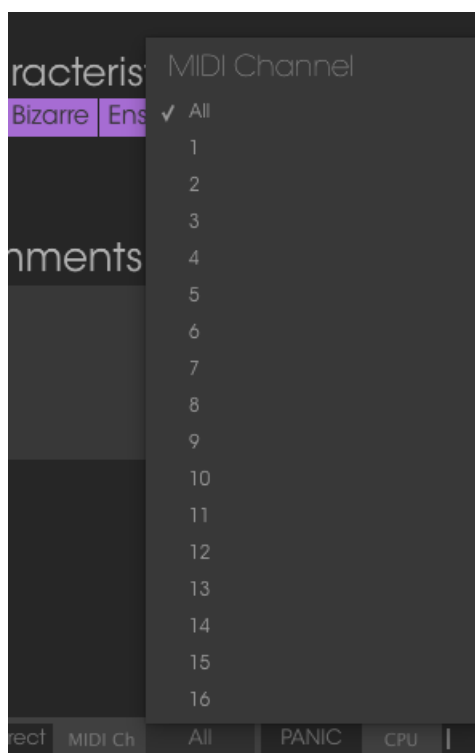 MIDI Channel
racteris
Bizarre Ens
✓ All
1
2
3
nments
4
5
6
7
8
9
10
11
12
13
14
15
16
rect MIDI Ch All PANIC CPU